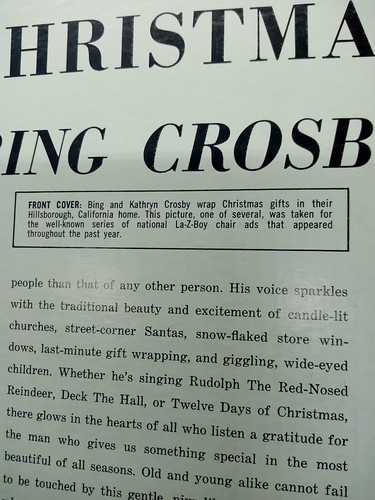 HRISTMA
ING CROSB
FRONT COVER: Bing and Kathryn Crosby wrap Christmas gifts in their
Hillsborough, California home. This picture, one of several, was taken for
the well-known series of national La-Z-Boy chair ads that appeared
throughout the past year.
people than that of any other person. His voice sparkles
with the traditional beauty and excitement of candle-lit
churches, street-corner Santas, snow-flaked store win-
dows, last-minute gift wrapping, and giggling, wide-eyed
children. Whether he's singing Rudolph The Red-Nosed
Reindeer, Deck The Hall, or Twelve Days of Christmas,
there glows in the hearts of all who listen a gratitude for
the man who gives us something special in the most
beautiful of all seasons. Old and young alike cannot fail
to be touched by this gentle,